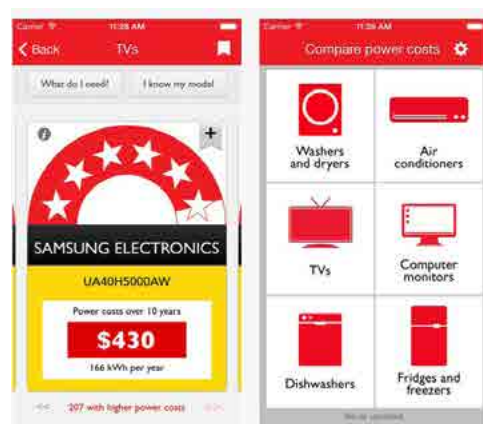 Carrier
11:28 AM
Back
TVs
What do I need?
I know my model
SAMSUNG ELECTRONICS
UA40H5000AW
Power costs over 10 years
$430
166 kWh per year
<<
207 with higher power costs
>>
Carrier
11:28 AM
Compare power costs
Washers
and dryers
Air
conditioners
TVs
Computer
monitors
Dishwashers
Fridges and
freezers